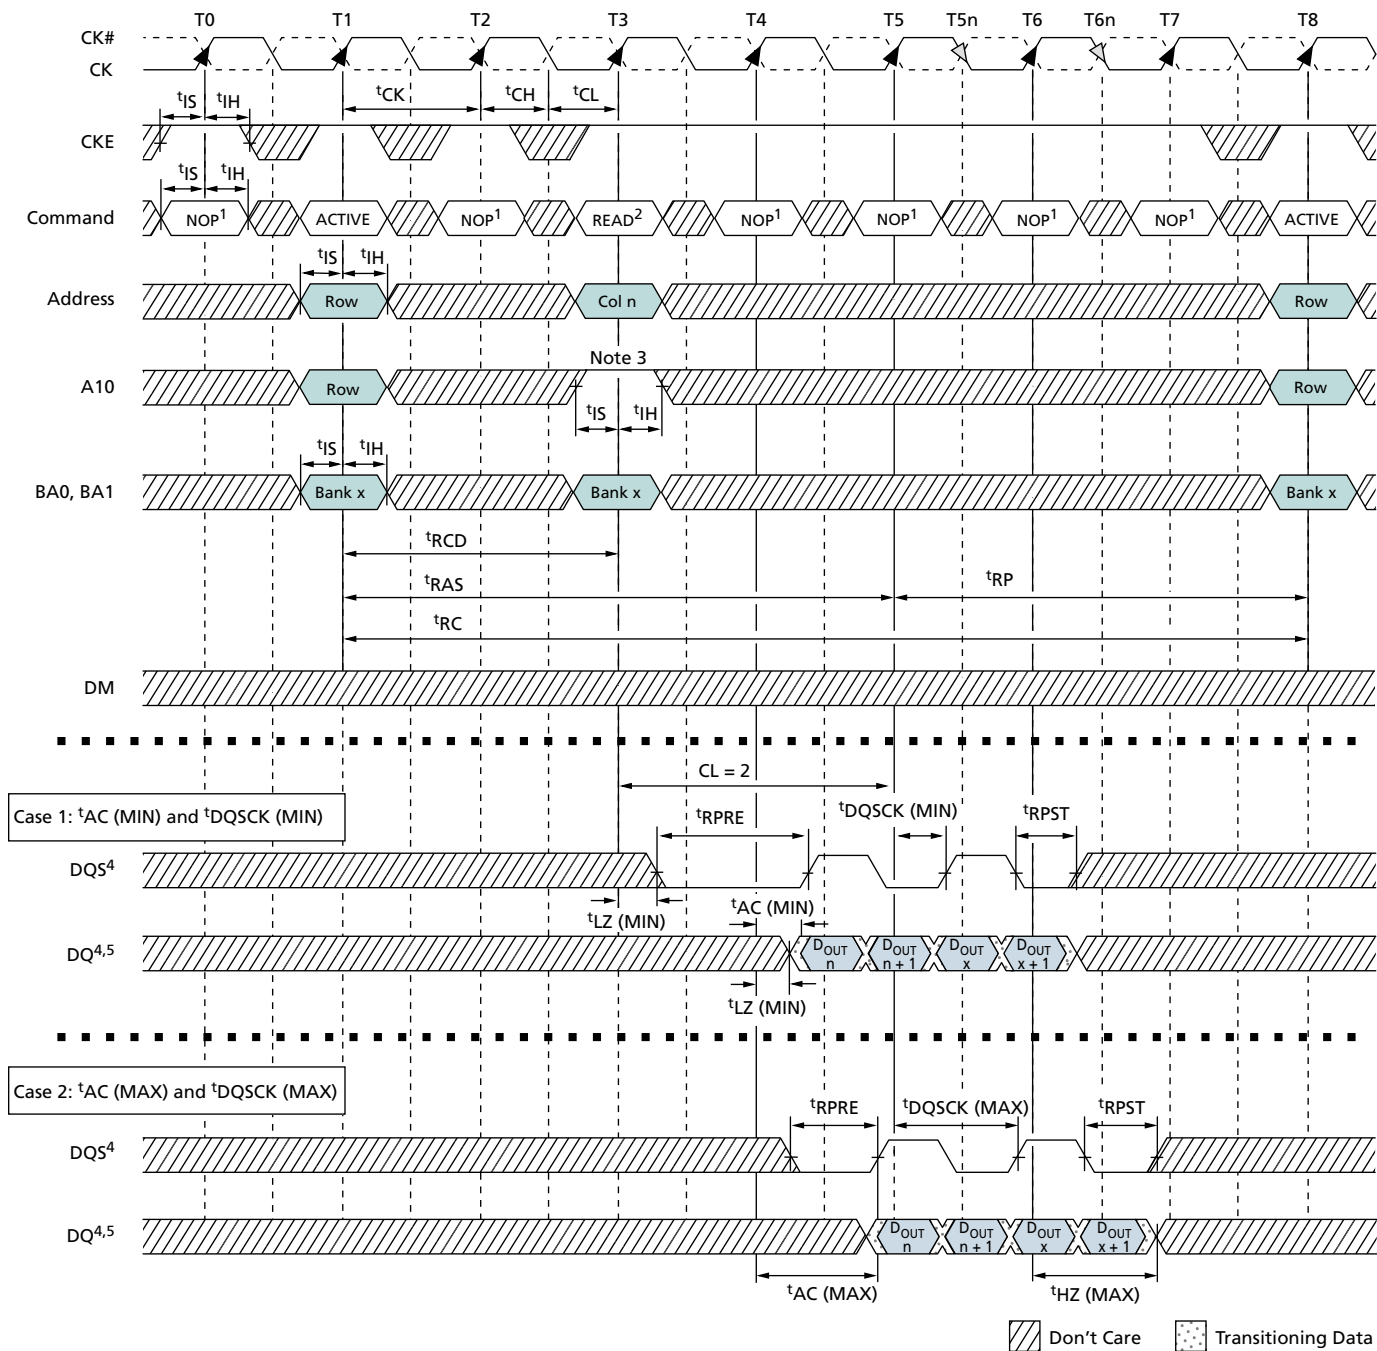 T0 T1 T2 T3 T4 T5 T5n T6 T6n T7 T8
CK#
CK
tIS tIH tCK tCH tCL
CKE
tIS tIH
Command NOP1 ACTIVE NOP1 READ2 NOP1 NOP1 NOP1 NOP1 ACTIVE
tIS tIH
Address Row Col n Row
Note 3
A10 Row Row
tIS tIH
tIS tIH
BA0, BA1 Bank x Bank x Bank x
tRCD
tRAS tRP
tRC
DM
CL = 2
Case 1: tAC (MIN) and tDQSCK (MIN)
tRPRE tDQSCK (MIN) tRPST
DQS4
tLZ (MIN) tAC (MIN)
DQ4,5 DOUT n DOUT n + 1 DOUT x DOUT x + 1
tLZ (MIN)
Case 2: tAC (MAX) and tDQSCK (MAX)
tRPRE tDQSCK (MAX) tRPST
DQS4
DQ4,5 DOUT n DOUT n + 1 DOUT x DOUT x + 1
tAC (MAX) tHZ (MAX)
Don't Care Transitioning Data